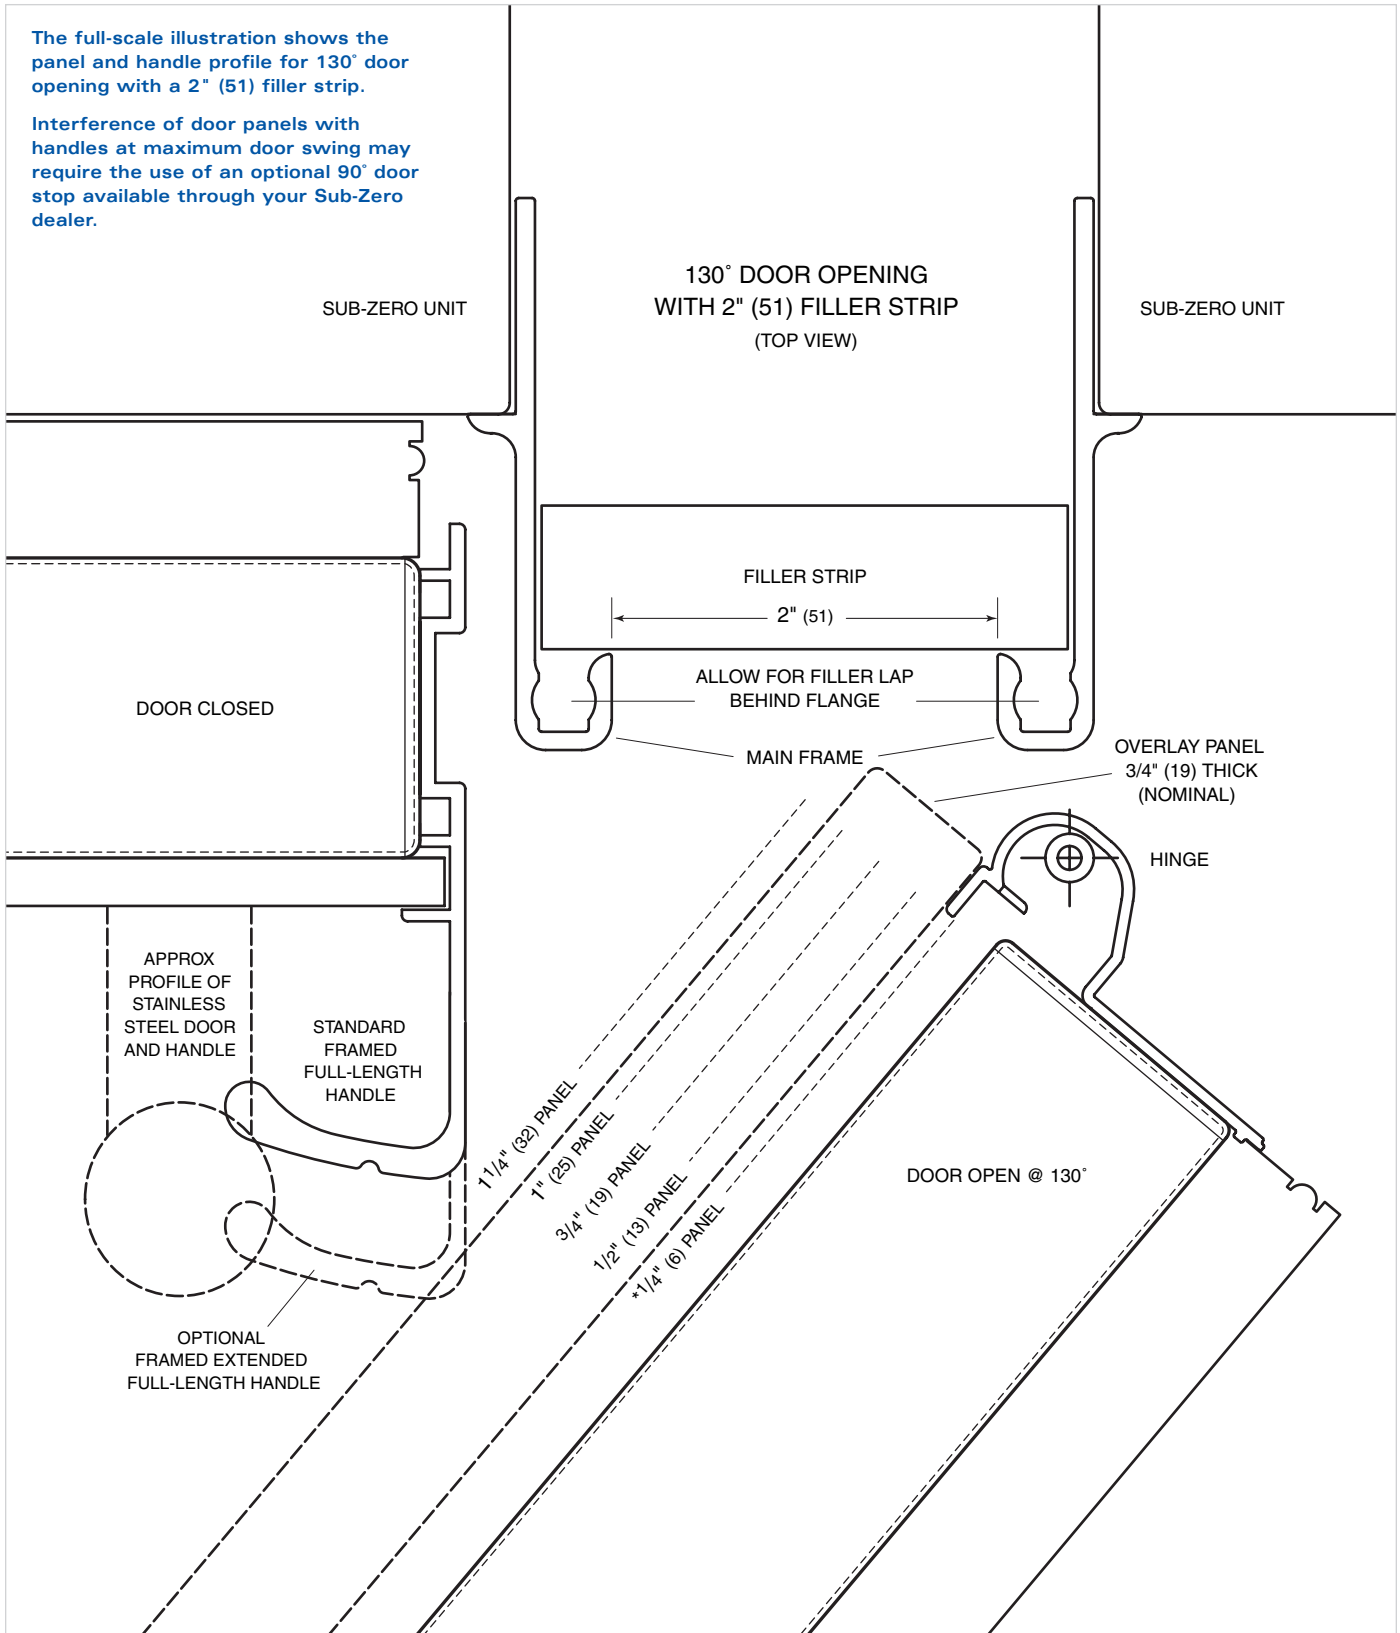 The full-scale illustration shows the
panel and handle profile for 130˚ door
opening with a 2" (51) filler strip.
Interference of door panels with
handles at maximum door swing may
require the use of an optional 90˚ door
stop available through your Sub-Zero
dealer.
SUB-ZERO UNIT
130˚ DOOR OPENING
WITH 2" (51) FILLER STRIP
(TOP VIEW)
SUB-ZERO UNIT
FILLER STRIP
2" (51)
ALLOW FOR FILLER LAP
BEHIND FLANGE
DOOR CLOSED
MAIN FRAME
OVERLAY PANEL
3/4" (19) THICK
(NOMINAL)
HINGE
APPROX
PROFILE OF
STAINLESS
STEEL DOOR
AND HANDLE
STANDARD
FRAMED
FULL-LENGTH
HANDLE
1 1/4" (32) PANEL
1" (25) PANEL
3/4" (19) PANEL
1/2" (13) PANEL
*1/4" (6) PANEL
DOOR OPEN @ 130˚
OPTIONAL
FRAMED EXTENDED
FULL-LENGTH HANDLE